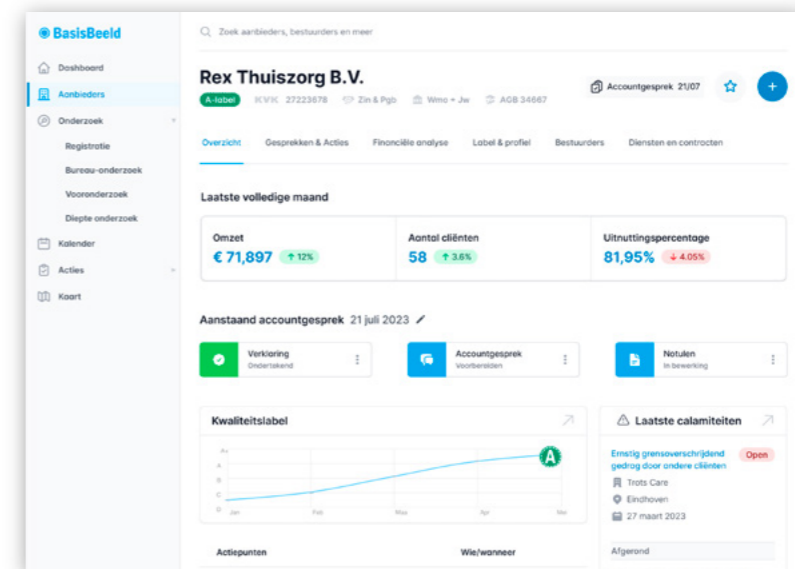 BasisBeeld
Zoek aanbieders, bestuurders en meer
Dashboard
Aanbieders
Onderzoek
Registratie
Bureau-onderzoek
Vooronderzoek
Diepte onderzoek
Kalender
Acties
Kaart
Rex Thuiszorg B.V.
A-label KVK 27223678 Zin & Pgb Wmo + Jw AGB 34667
Accountgesprek 21/07
Overzicht Gesprekken & Acties Financiële analyse Label & profiel Bestuurders Diensten en contracten
Laatste volledige maand
Omzet
€ 71,897 ↑ 12%
Aantal cliënten
58 ↑ 3.6%
Uitnuttingspercentage
81,95% ↓ 4.05%
Aanstaand accountgesprek 21 juli 2023
Verklaring
Ondertekend
Accountgesprek
Voorbereiden
Notulen
In bewerking
Kwaliteitslabel
A+
A
B
C
D
Jan Feb Maa Apr Mei
A
Actiepunten Wie/wanneer
Laatste calamiteiten
Ernstig grensoverschrijdend
gedrag door andere cliënten
Open
Trots Care
Eindhoven
27 maart 2023
Afgerond